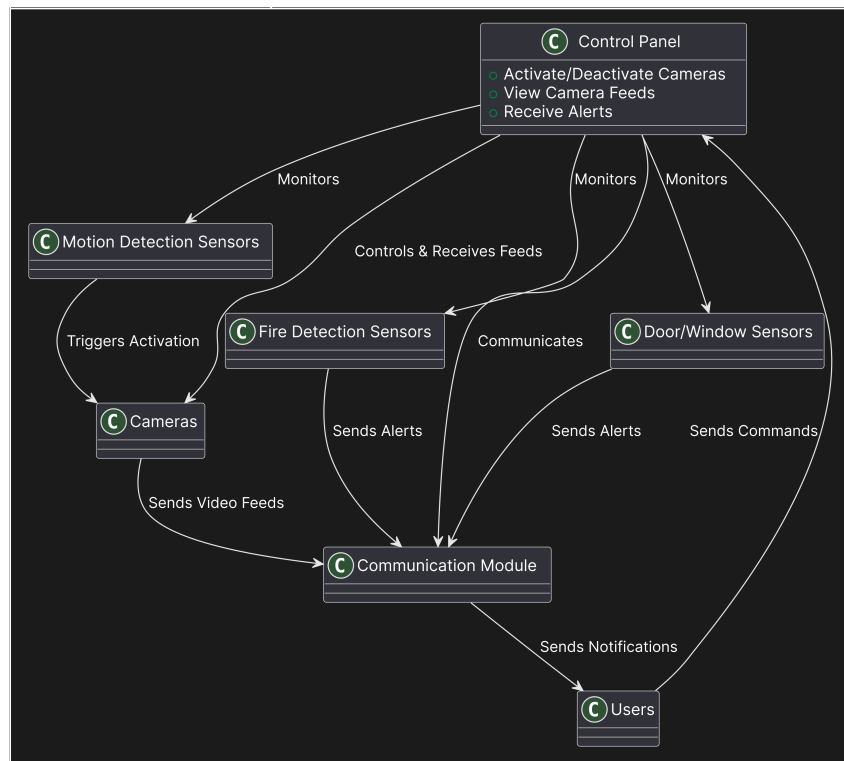 C Control Panel
Activate/Deactivate Cameras
View Camera Feeds
Receive Alerts
Monitors
Monitors
Monitors
C Motion Detection Sensors
Controls & Receives Feeds
C Fire Detection Sensors
C Door/Window Sensors
Triggers Activation
Communicates
C Cameras
Sends Alerts
Sends Alerts
Sends Commands
Sends Video Feeds
C Communication Module
Sends Notifications
C Users